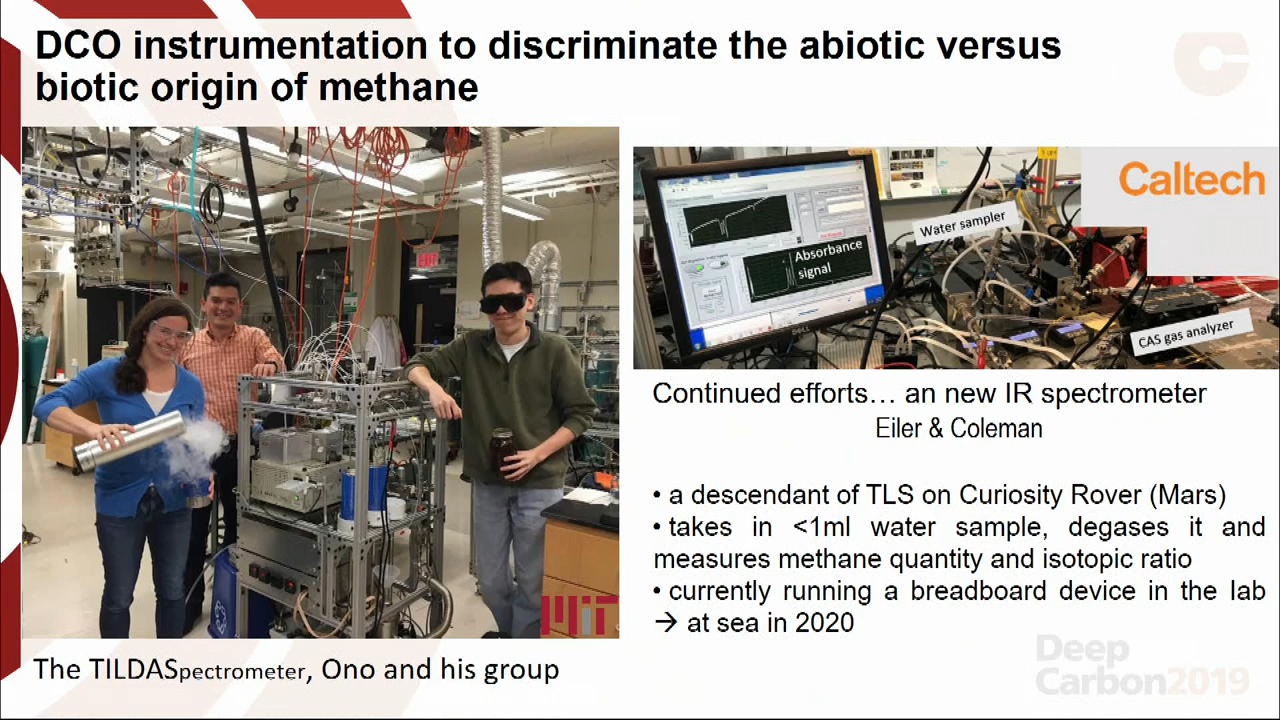 DCO instrumentation to discriminate the abiotic versus
biotic origin of methane
EXIT
MIT
The TILDASpectrometer, Ono and his group
Caltech
Water sampler
Absorbance
signal
DELL
CAS gas analyzer
Continued efforts… an new IR spectrometer
Eiler & Coleman
• a descendant of TLS on Curiosity Rover (Mars)
• takes in <1ml water sample, degases it and
measures methane quantity and isotopic ratio
• currently running a breadboard device in the lab
→ at sea in 2020
Deep
Carbon2019